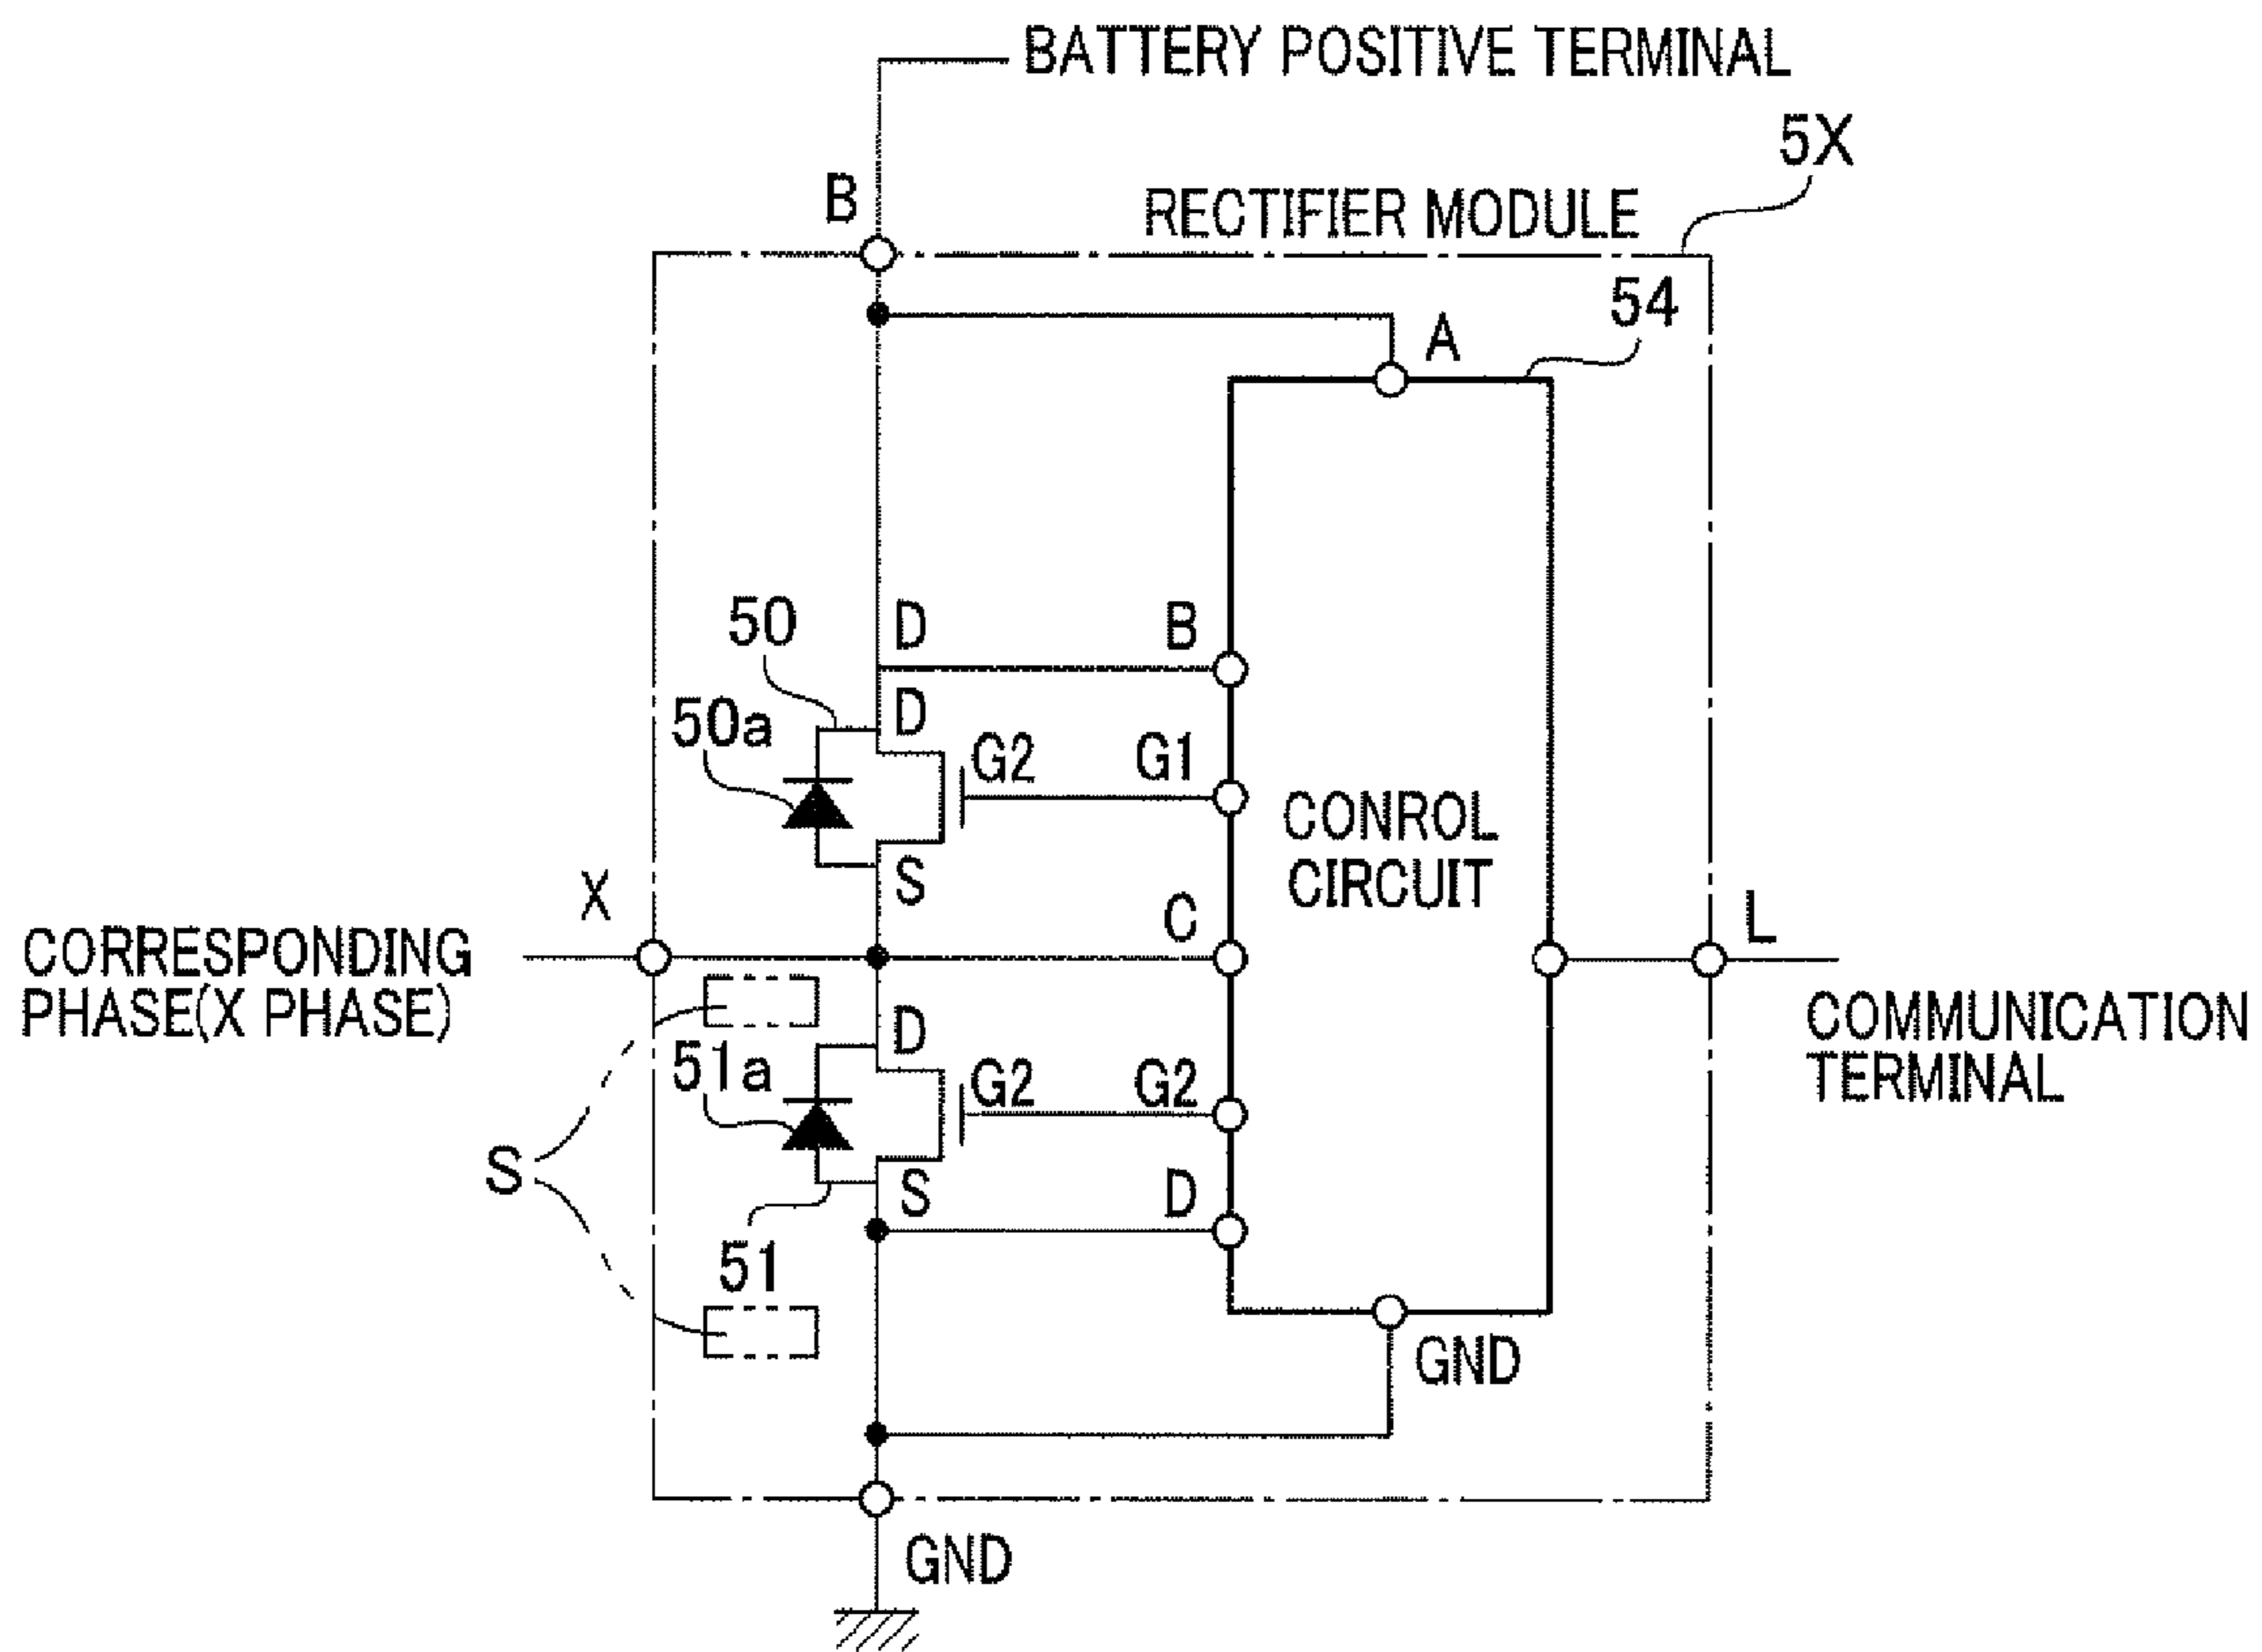 BATTERY POSITIVE TERMINAL
5X
B
RECTIFIER MODULE
54
A
50
D
B
50a
D
G2
G1
CONROL
CIRCUIT
S
X
C
L
CORRESPONDING
PHASE(X PHASE)
COMMUNICATION
TERMINAL
D
51a
G2
G2
S
S
D
51
GND
GND